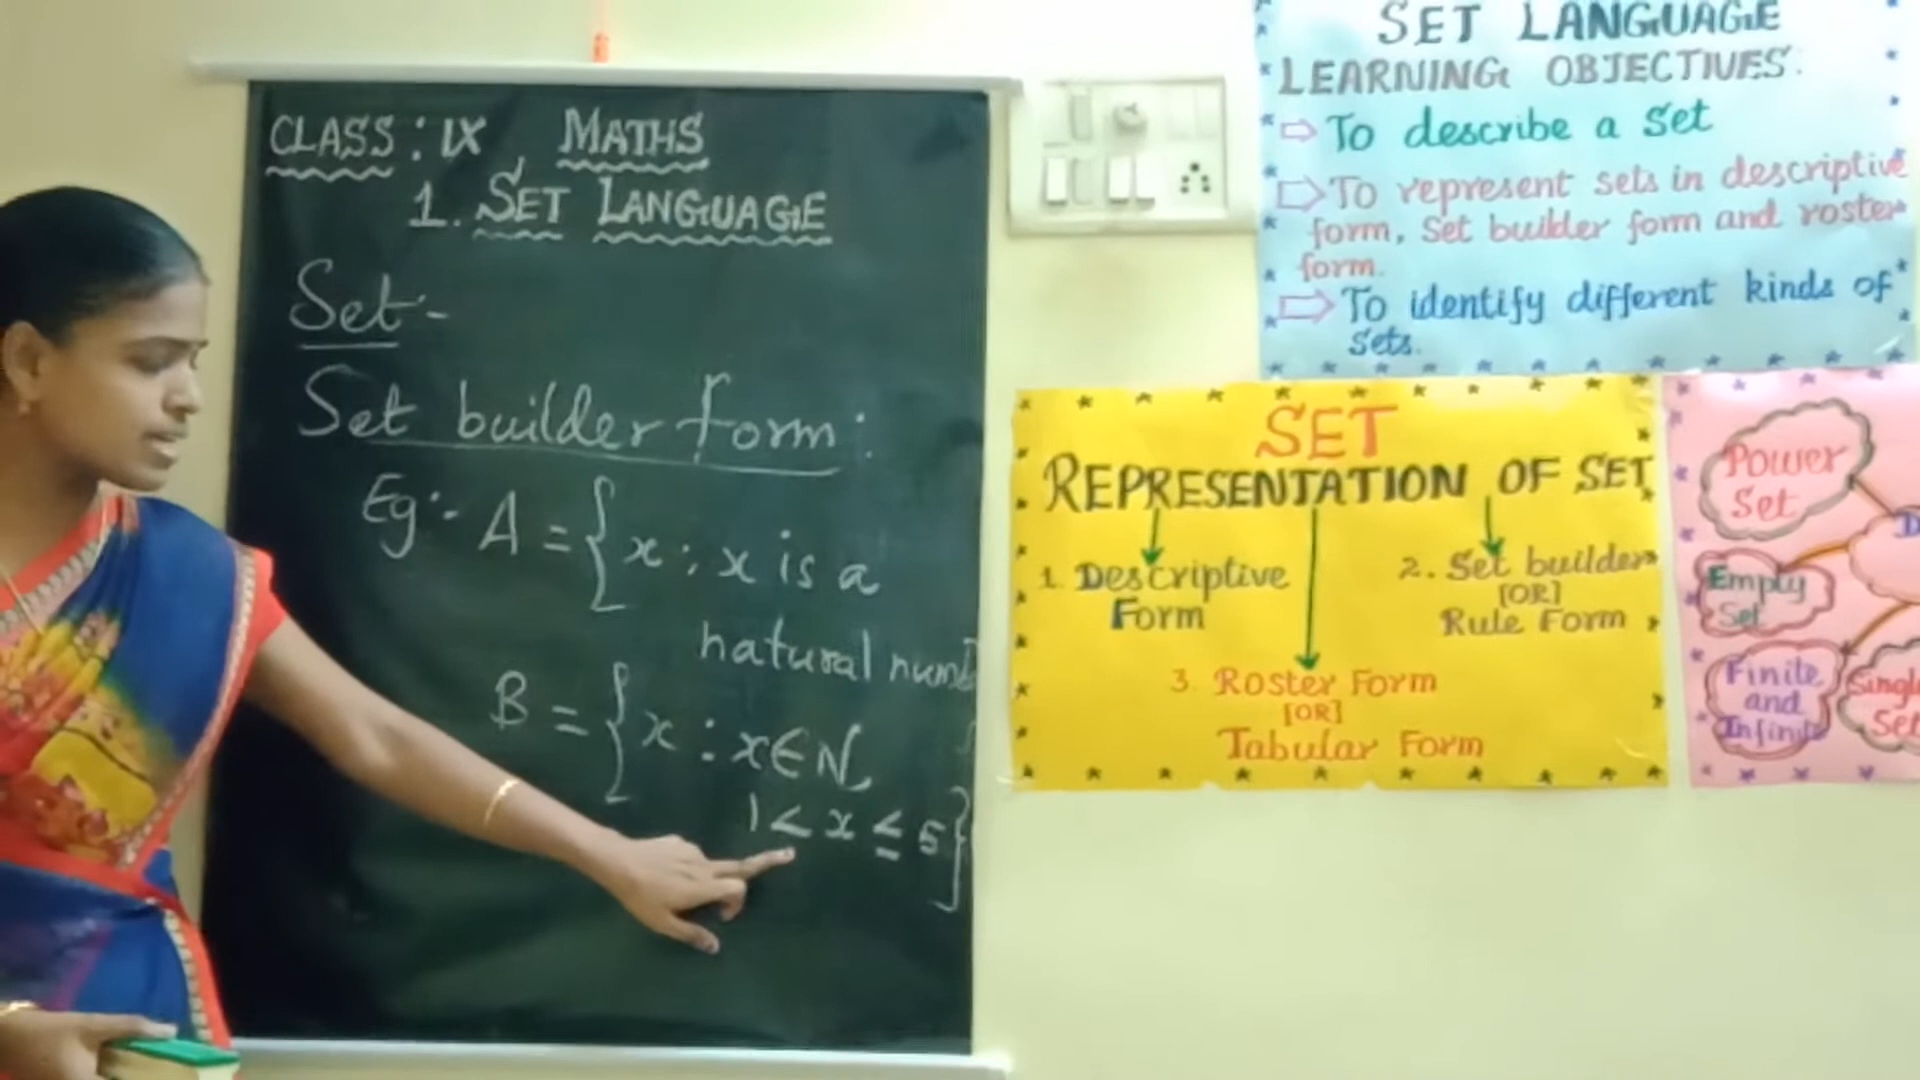 CLASS : IX MATHS
1. SET LANGUAGE
Set:-
Set builder form:
Eg:- A = { x : x is a
natural numb
B = { x : x ∈ N,
1 < x ≤ 5 }
SET LANGUAGE
LEARNING OBJECTIVES:
⇨ To describe a set
⇨ To represent sets in descriptive
form, Set builder form and roster
form.
⇨ To identify different kinds of
sets.
SET
REPRESENTATION OF SET
1. Descriptive
Form
2. Set builder
[OR]
Rule Form
3. Roster Form
[OR]
Tabular Form
Power
Set
Empty
Set
Finite
and
Infinite
Single
Set